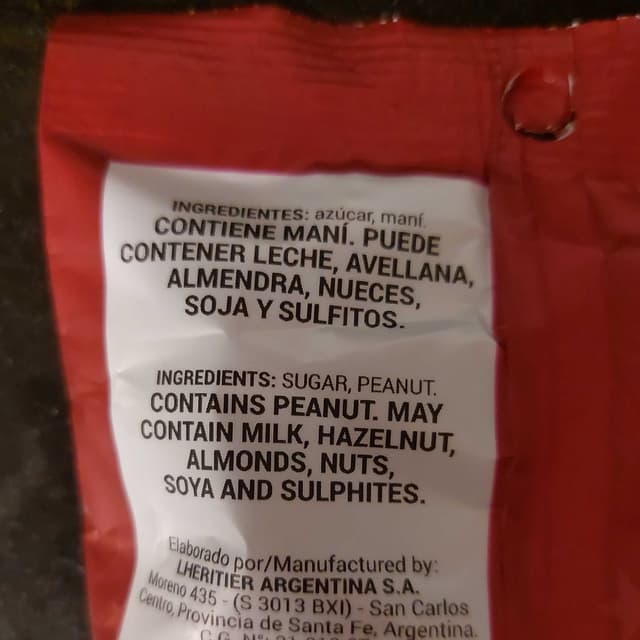 INGREDIENTES: azúcar, maní.
CONTIENE MANÍ. PUEDE
CONTENER LECHE, AVELLANA,
ALMENDRA, NUECES,
SOJA Y SULFITOS.
INGREDIENTS: SUGAR, PEANUT.
CONTAINS PEANUT. MAY
CONTAIN MILK, HAZELNUT,
ALMONDS, NUTS,
SOYA AND SULPHITES.
Elaborado por/Manufactured by:
LHERITIER ARGENTINA S.A.
Moreno 435 - (S 3013 BXI) - San Carlos
Centro, Provincia de Santa Fe, Argentina.